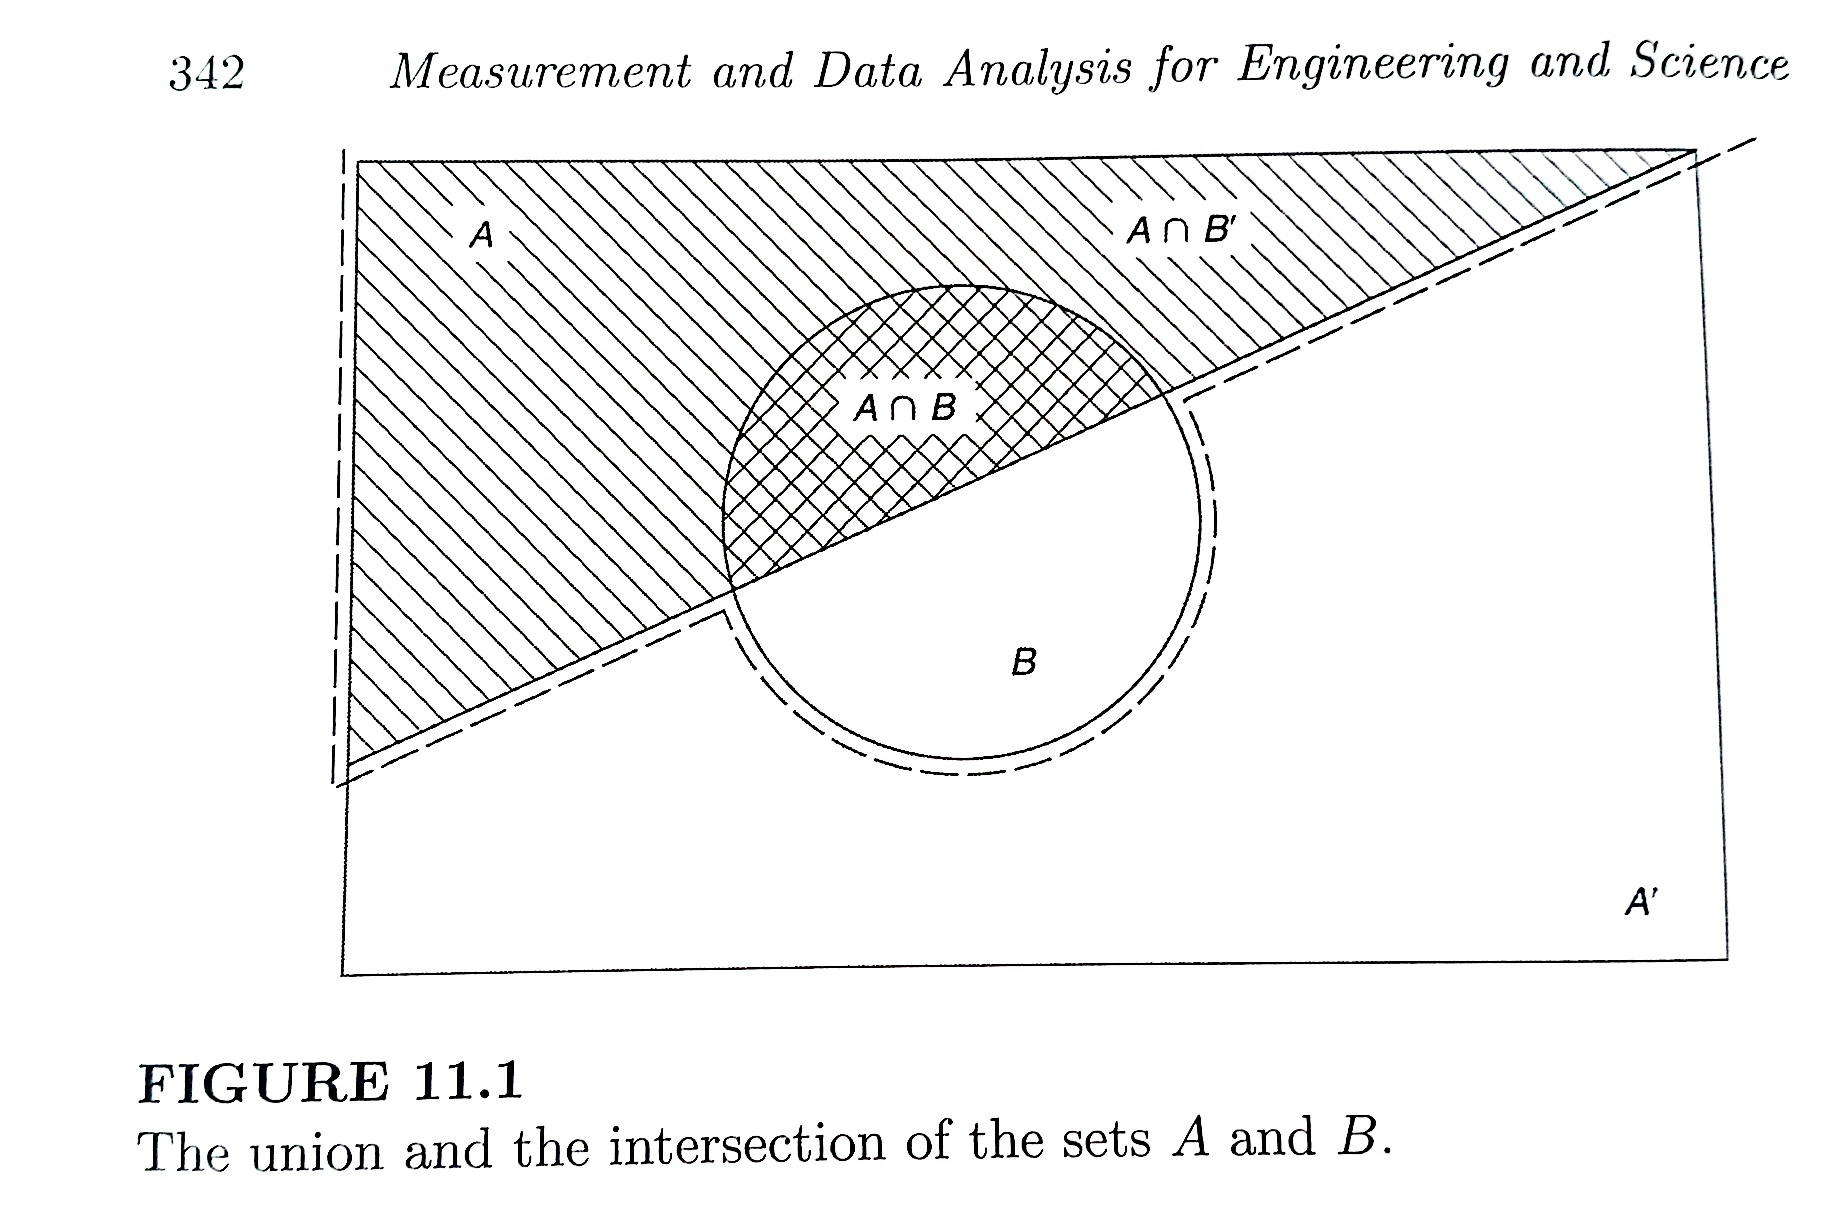 342 Measurement and Data Analysis for Engineering and Science
A
A ∩ B′
A ∩ B
B
A′
FIGURE 11.1
The union and the intersection of the sets A and B.